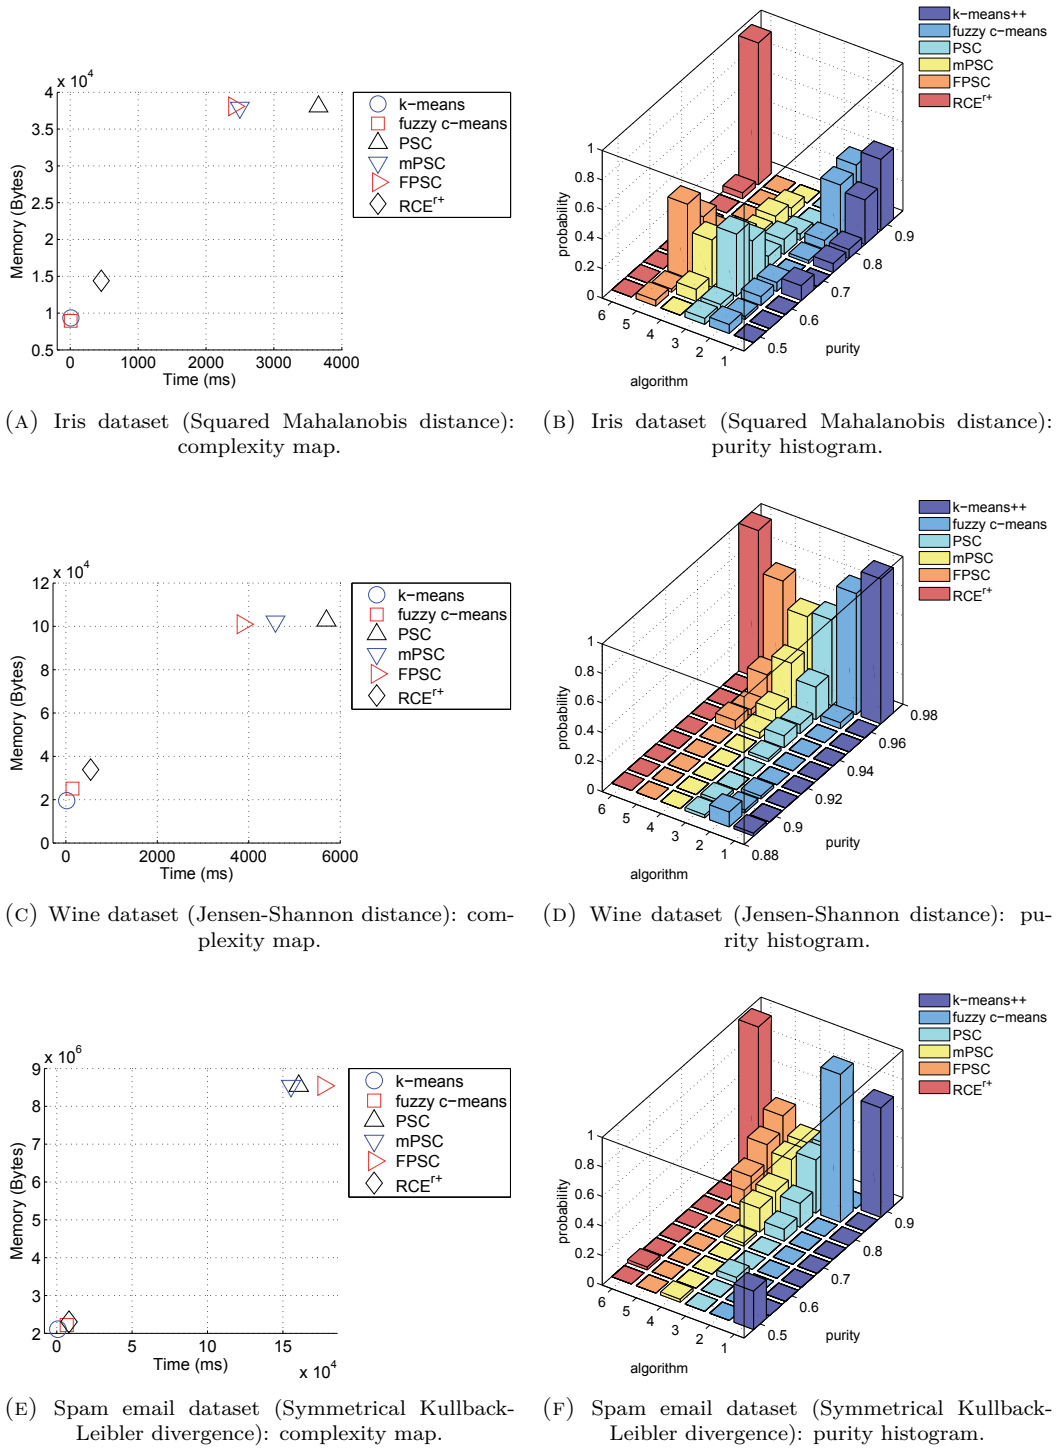 x 10^4
4
3.5
3
2.5
2
1.5
1
0.5
0
1000
2000
3000
4000
Memory (Bytes)
Time (ms)
k-means
fuzzy c-means
PSC
mPSC
FPSC
RCE^r+
k-means++
fuzzy c-means
PSC
mPSC
FPSC
RCE^r+
1
0.8
0.6
0.4
0.2
0
probability
6
5
4
3
2
1
algorithm
0.5
0.6
0.7
0.8
0.9
purity
(A) Iris dataset (Squared Mahalanobis distance):
complexity map.
(B) Iris dataset (Squared Mahalanobis distance):
purity histogram.
x 10^4
12
10
8
6
4
2
0
0
2000
4000
6000
Memory (Bytes)
Time (ms)
k-means
fuzzy c-means
PSC
mPSC
FPSC
RCE^r+
k-means++
fuzzy c-means
PSC
mPSC
FPSC
RCE^r+
1
0.8
0.6
0.4
0.2
0
probability
6
5
4
3
2
1
algorithm
0.88
0.9
0.92
0.94
0.96
0.98
purity
(C) Wine dataset (Jensen-Shannon distance): com-
plexity map.
(D) Wine dataset (Jensen-Shannon distance): pu-
rity histogram.
x 10^6
9
8
7
6
5
4
3
2
0
5
10
15
x 10^4
Memory (Bytes)
Time (ms)
k-means
fuzzy c-means
PSC
mPSC
FPSC
RCE^r+
k-means++
fuzzy c-means
PSC
mPSC
FPSC
RCE^r+
1
0.8
0.6
0.4
0.2
0
probability
6
5
4
3
2
1
algorithm
0.5
0.6
0.7
0.8
0.9
purity
(E) Spam email dataset (Symmetrical Kullback-
Leibler divergence): complexity map.
(F) Spam email dataset (Symmetrical Kullback-
Leibler divergence): purity histogram.